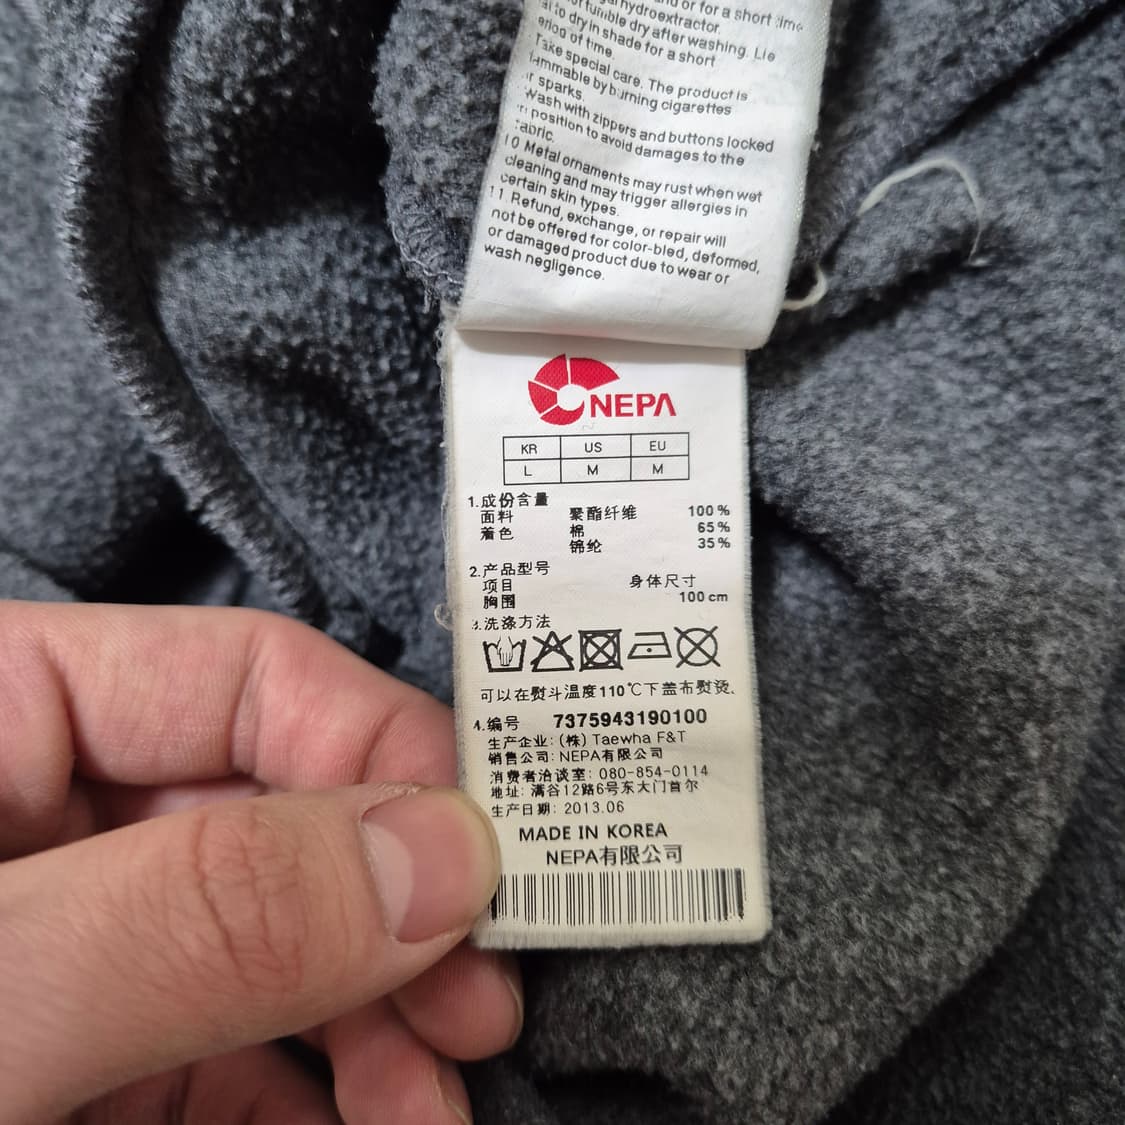 and or for a short time
hydroextractor.
tumble dry after washing. Lie
to dry in shade for a short
of time.
Take special care. The product is
by burning cigarettes
sparks.
Wash with zippers and buttons locked
position to avoid damages to the
fabric.
10 Metal ornaments may rust when wet
cleaning and may trigger allergies in
certain skin types.
11. Refund, exchange, or repair will
not be offered for color-bled, deformed,
or damaged product due to wear or
wash negligence.
NEPA
KR US EU
L M M
1.成份含量
面料 聚酯纤维 100 %
着色 棉 65 %
锦纶 35 %
2.产品型号
项目 身体尺寸
胸围 100 cm
3.洗涤方法
可以在熨斗温度110℃下盖布熨烫、
4.编号 7375943190100
生产企业: (株) Taewha F&T
销售公司: NEPA有限公司
消费者洽谈室: 080-854-0114
地址: 满谷12路6号东大门首尔
生产日期: 2013.06
MADE IN KOREA
NEPA有限公司